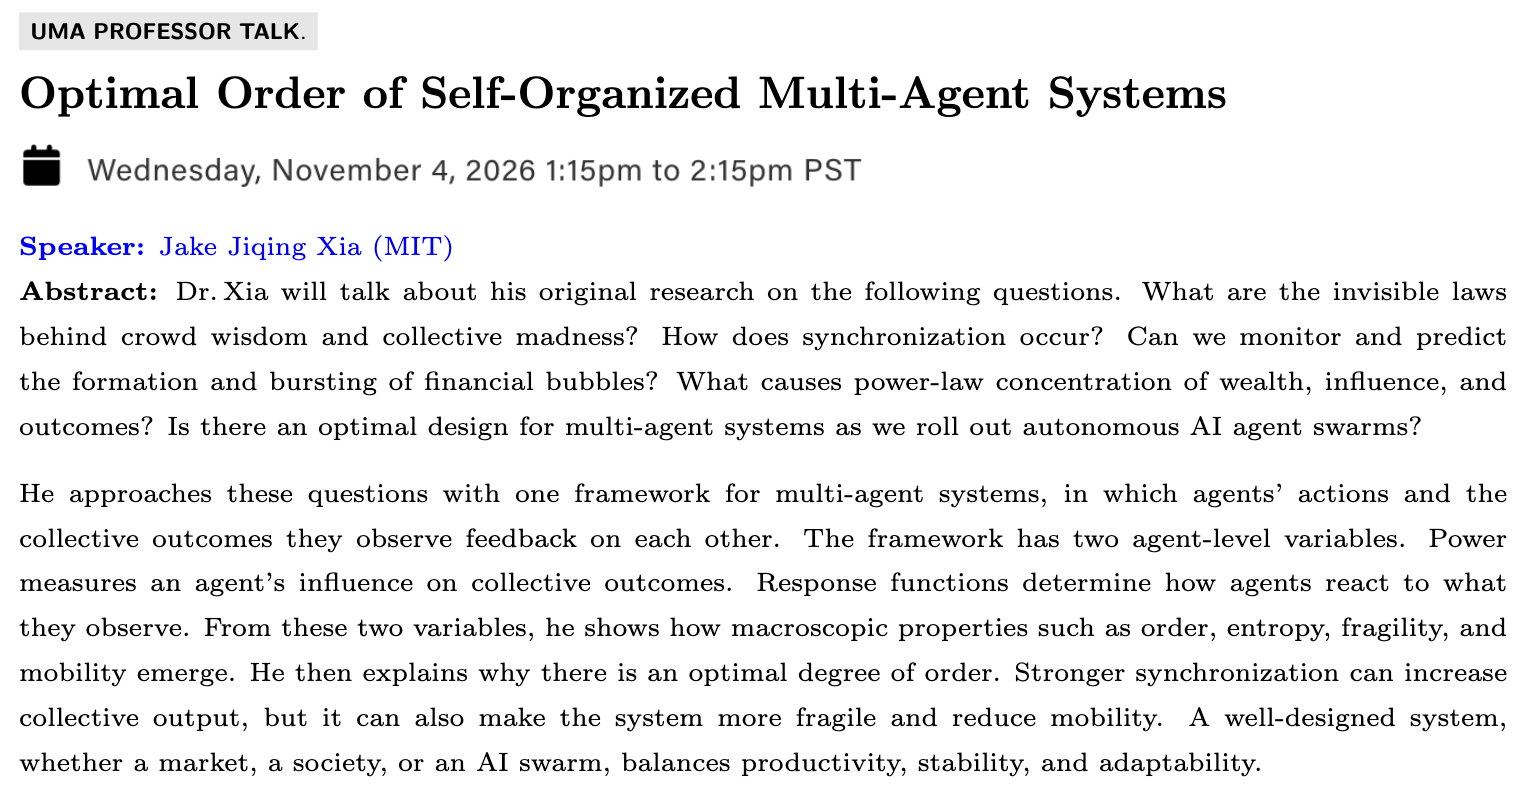 UMA PROFESSOR TALK.
Optimal Order of Self-Organized Multi-Agent Systems
Wednesday, November 4, 2026 1:15pm to 2:15pm PST
Speaker: Jake Jiqing Xia (MIT)
Abstract: Dr. Xia will talk about his original research on the following questions. What are the invisible laws
behind crowd wisdom and collective madness? How does synchronization occur? Can we monitor and predict
the formation and bursting of financial bubbles? What causes power-law concentration of wealth, influence, and
outcomes? Is there an optimal design for multi-agent systems as we roll out autonomous AI agent swarms?
He approaches these questions with one framework for multi-agent systems, in which agents’ actions and the
collective outcomes they observe feedback on each other. The framework has two agent-level variables. Power
measures an agent’s influence on collective outcomes. Response functions determine how agents react to what
they observe. From these two variables, he shows how macroscopic properties such as order, entropy, fragility, and
mobility emerge. He then explains why there is an optimal degree of order. Stronger synchronization can increase
collective output, but it can also make the system more fragile and reduce mobility. A well-designed system,
whether a market, a society, or an AI swarm, balances productivity, stability, and adaptability.